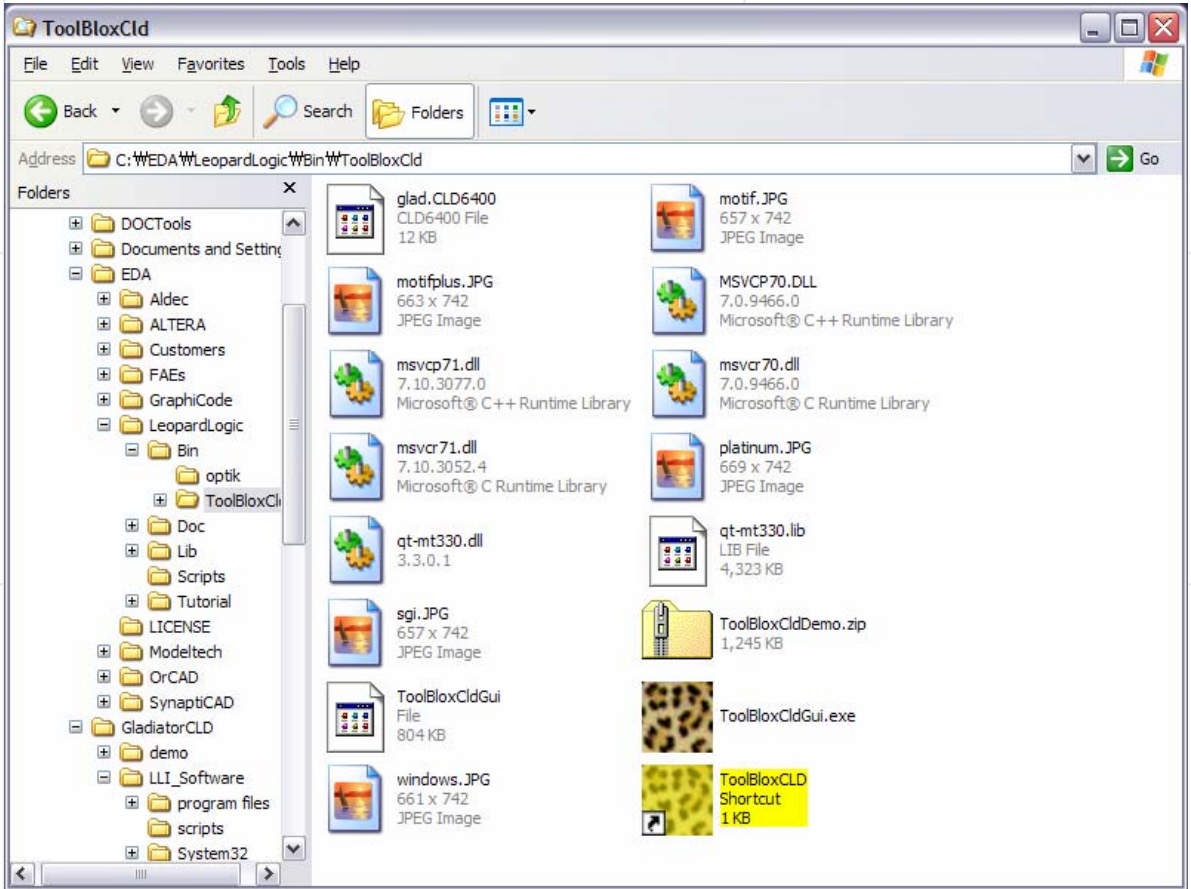 ToolBloxCld
File Edit View Favorites Tools Help
Back Search Folders
Address C:₩EDA₩LeopardLogic₩Bin₩ToolBloxCld Go
Folders X
DOCTools
Documents and Setting
EDA
Aldec
ALTERA
Customers
FAEs
GraphiCode
LeopardLogic
Bin
optik
ToolBloxCl
Doc
Lib
Scripts
Tutorial
LICENSE
Modeltech
OrCAD
SynaptiCAD
GladiatorCLD
demo
LLI_Software
program files
scripts
System32
glad.CLD6400
CLD6400 File
12 KB
motif.JPG
657 x 742
JPEG Image
motifplus.JPG
663 x 742
JPEG Image
MSVCP70.DLL
7.0.9466.0
Microsoft® C++ Runtime Library
msvcp71.dll
7.10.3077.0
Microsoft® C++ Runtime Library
msvcr70.dll
7.0.9466.0
Microsoft® C Runtime Library
msvcr71.dll
7.10.3052.4
Microsoft® C Runtime Library
platinum.JPG
669 x 742
JPEG Image
qt-mt330.dll
3.3.0.1
qt-mt330.lib
LIB File
4,323 KB
sgi.JPG
657 x 742
JPEG Image
ToolBloxCldDemo.zip
1,245 KB
ToolBloxCldGui
File
804 KB
ToolBloxCldGui.exe
windows.JPG
661 x 742
JPEG Image
ToolBloxCLD
Shortcut
1 KB